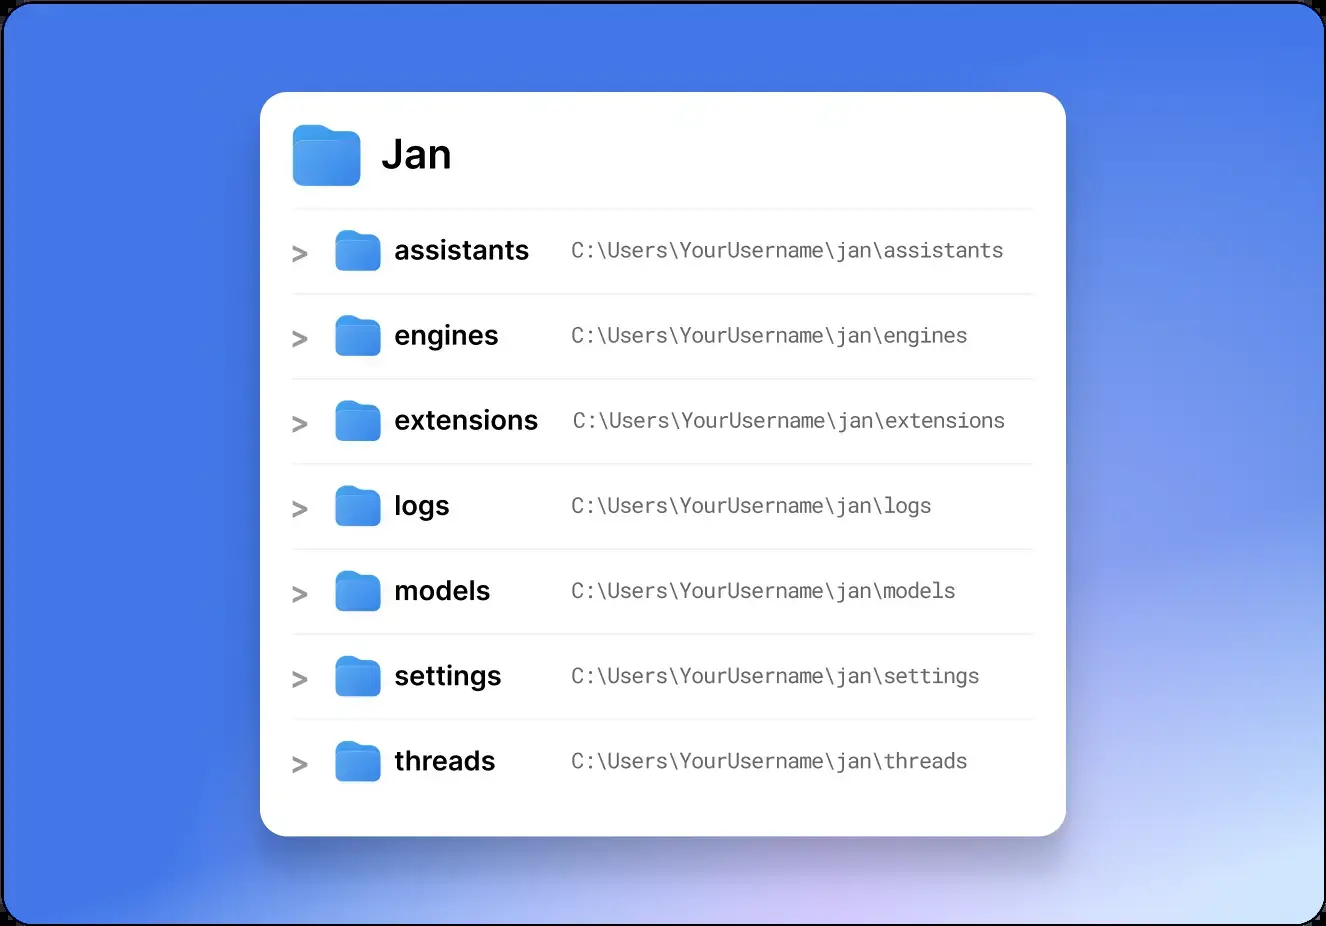 Jan
> assistants C:\Users\YourUsername\jan\assistants
> engines C:\Users\YourUsername\jan\engines
> extensions C:\Users\YourUsername\jan\extensions
> logs C:\Users\YourUsername\jan\logs
> models C:\Users\YourUsername\jan\models
> settings C:\Users\YourUsername\jan\settings
> threads C:\Users\YourUsername\jan\threads